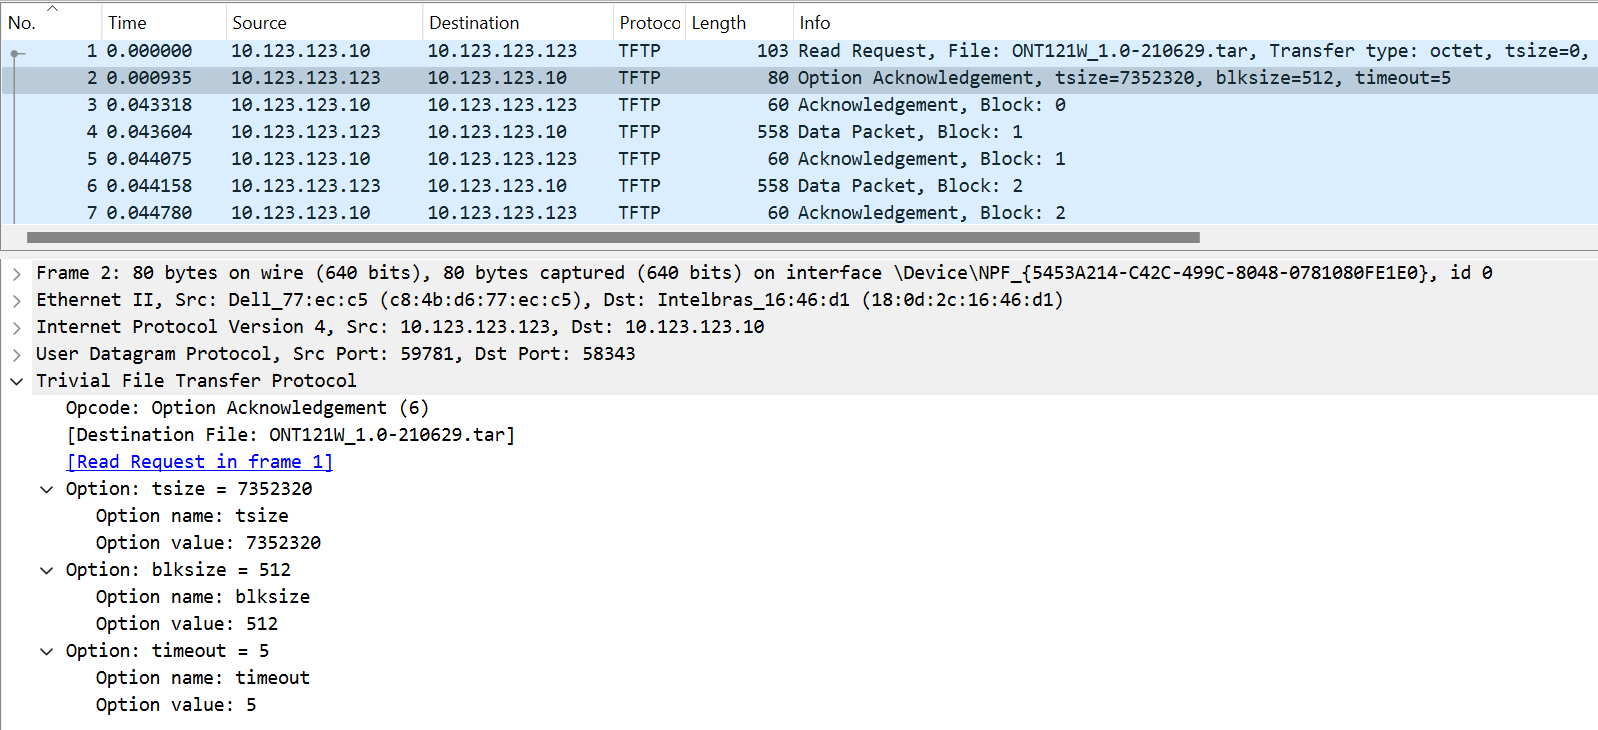 No. Time Source Destination Protoco Length Info
1 0.000000 10.123.123.10 10.123.123.123 TFTP 103 Read Request, File: ONT121W_1.0-210629.tar, Transfer type: octet, tsize=0,
2 0.000935 10.123.123.123 10.123.123.10 TFTP 80 Option Acknowledgement, tsize=7352320, blksize=512, timeout=5
3 0.043318 10.123.123.10 10.123.123.123 TFTP 60 Acknowledgement, Block: 0
4 0.043604 10.123.123.123 10.123.123.10 TFTP 558 Data Packet, Block: 1
5 0.044075 10.123.123.10 10.123.123.123 TFTP 60 Acknowledgement, Block: 1
6 0.044158 10.123.123.123 10.123.123.10 TFTP 558 Data Packet, Block: 2
7 0.044780 10.123.123.10 10.123.123.123 TFTP 60 Acknowledgement, Block: 2
Frame 2: 80 bytes on wire (640 bits), 80 bytes captured (640 bits) on interface \Device\NPF_{5453A214-C42C-499C-8048-0781080FE1E0}, id 0
Ethernet II, Src: Dell_77:ec:c5 (c8:4b:d6:77:ec:c5), Dst: Intelbras_16:46:d1 (18:0d:2c:16:46:d1)
Internet Protocol Version 4, Src: 10.123.123.123, Dst: 10.123.123.10
User Datagram Protocol, Src Port: 59781, Dst Port: 58343
Trivial File Transfer Protocol
Opcode: Option Acknowledgement (6)
[Destination File: ONT121W_1.0-210629.tar]
[Read Request in frame 1]
Option: tsize = 7352320
Option name: tsize
Option value: 7352320
Option: blksize = 512
Option name: blksize
Option value: 512
Option: timeout = 5
Option name: timeout
Option value: 5